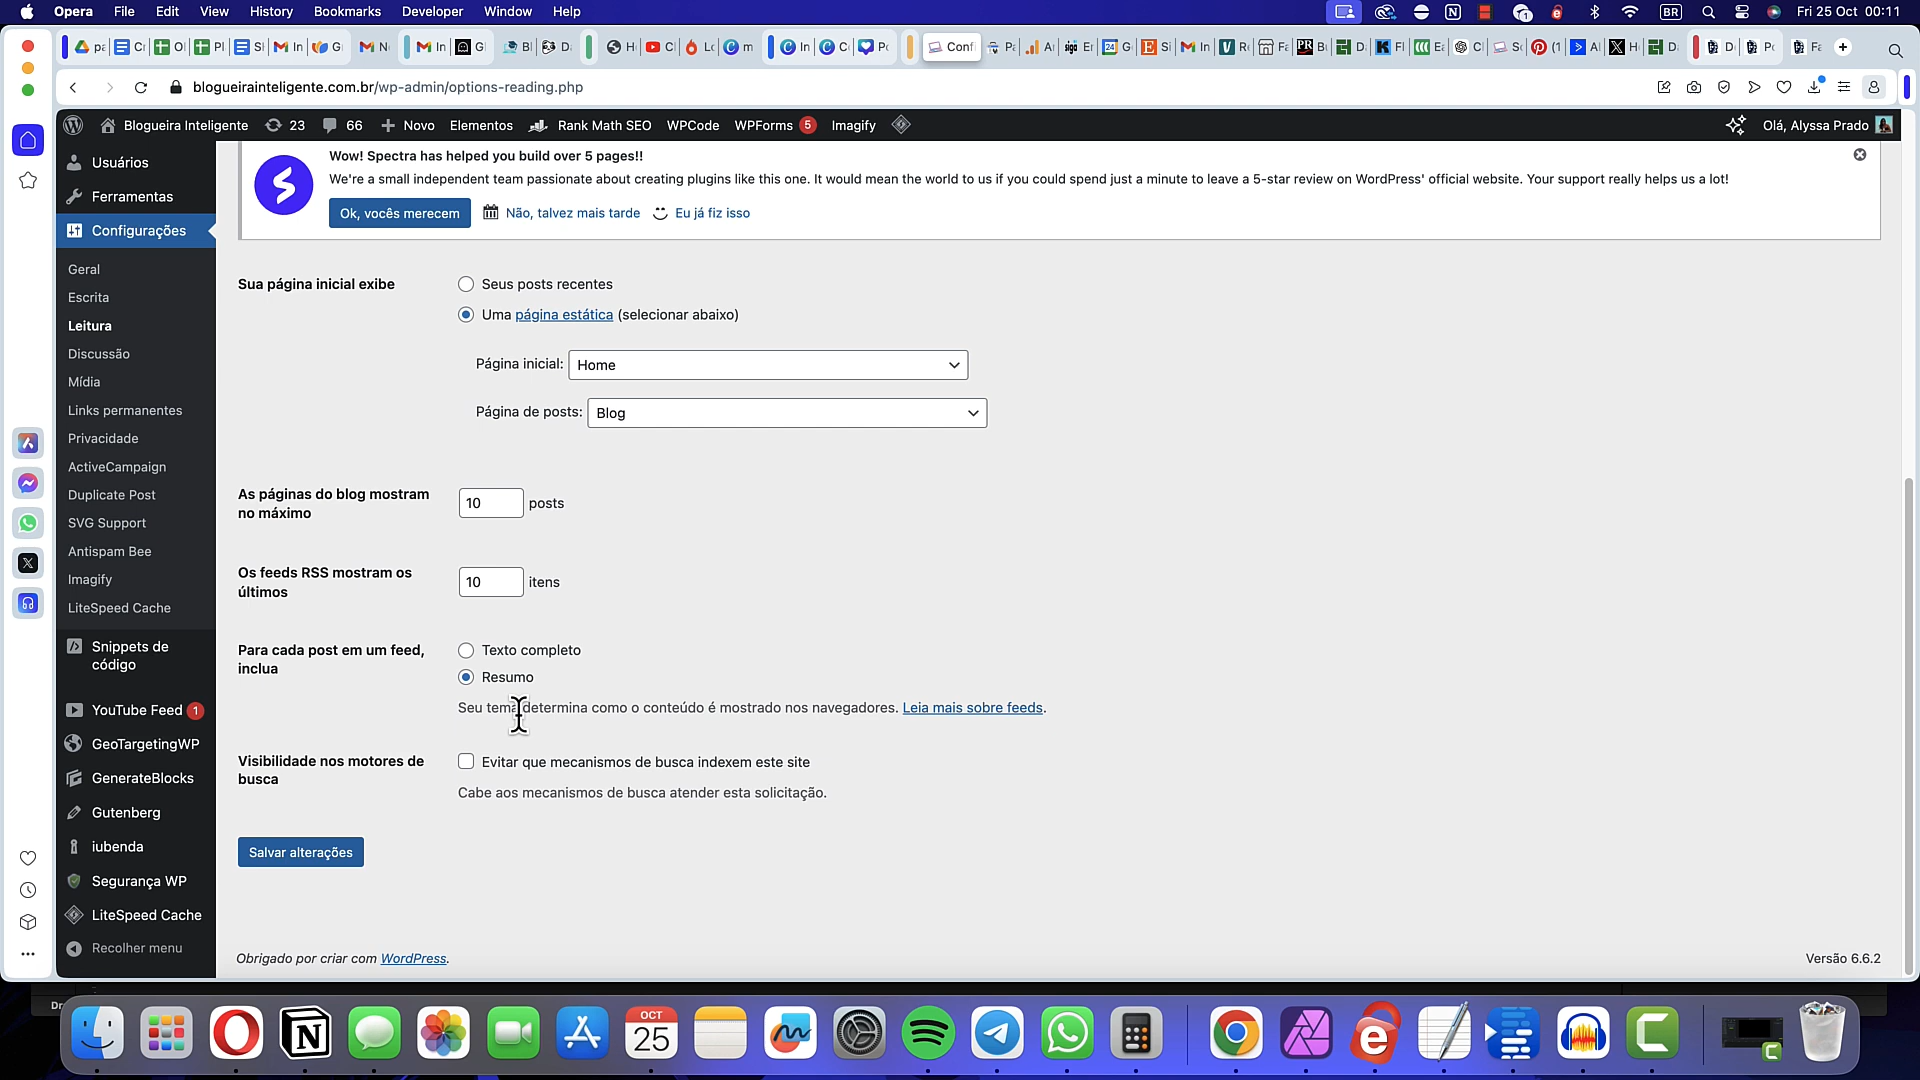 Opera File Edit View History Bookmarks Developer Window Help
BR
Fri 25 Oct 00:11
blogueirainteligente.com.br/wp-admin/options-reading.php
Blogueira Inteligente 23 66 Novo Elementos Rank Math SEO WPCode WPForms 5 Imagify
Olá, Alyssa Prado
Usuários
Ferramentas
Configurações
Geral
Escrita
Leitura
Discussão
Mídia
Links permanentes
Privacidade
ActiveCampaign
Duplicate Post
SVG Support
Antispam Bee
Imagify
LiteSpeed Cache
Snippets de
código
YouTube Feed 1
GeoTargetingWP
GenerateBlocks
Gutenberg
iubenda
Segurança WP
LiteSpeed Cache
Recolher menu
Wow! Spectra has helped you build over 5 pages!!
We're a small independent team passionate about creating plugins like this one. It would mean the world to us if you could spend just a minute to leave a 5-star review on WordPress' official website. Your support really helps us a lot!
Ok, vocês merecem Não, talvez mais tarde Eu já fiz isso
Sua página inicial exibe
Seus posts recentes
Uma página estática (selecionar abaixo)
Página inicial: Home
Página de posts: Blog
As páginas do blog mostram
no máximo
10 posts
Os feeds RSS mostram os
últimos
10 itens
Para cada post em um feed,
inclua
Texto completo
Resumo
Seu tema determina como o conteúdo é mostrado nos navegadores. Leia mais sobre feeds.
Visibilidade nos motores de
busca
Evitar que mecanismos de busca indexem este site
Cabe aos mecanismos de busca atender esta solicitação.
Salvar alterações
Obrigado por criar com WordPress.
Versão 6.6.2
OCT
25